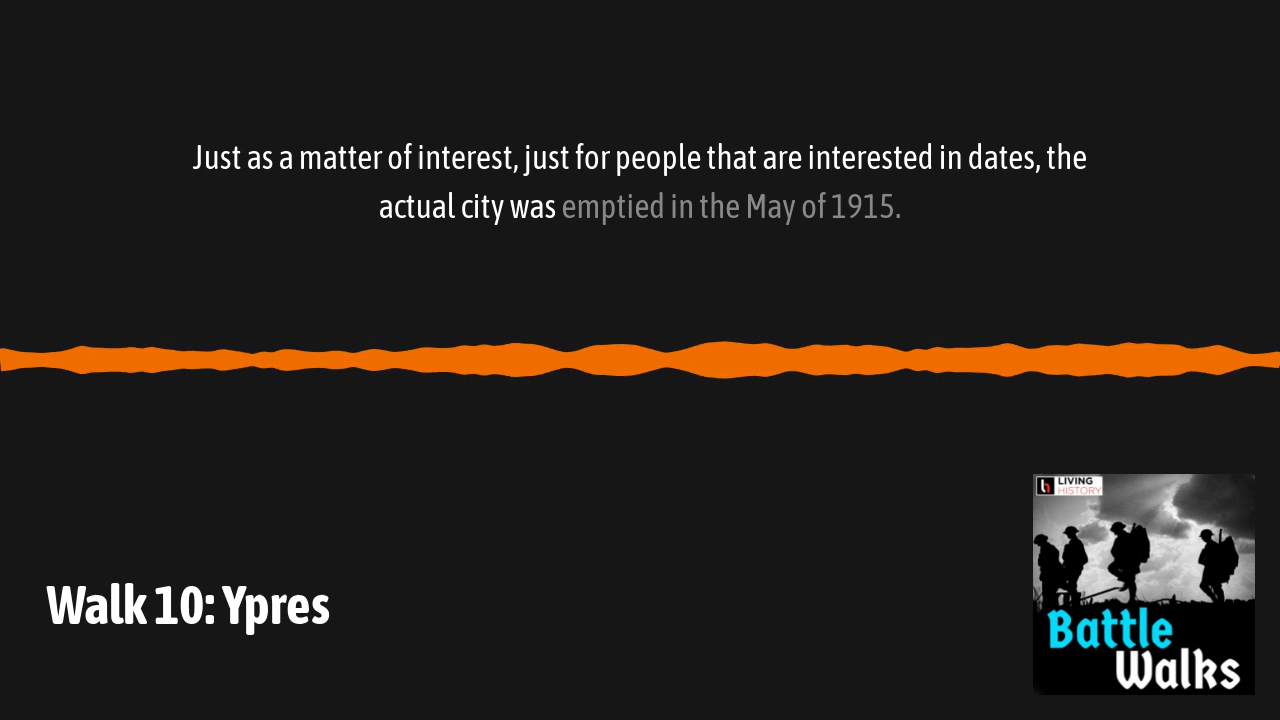 Just as a matter of interest, just for people that are interested in dates, the
actual city was emptied in the May of 1915.
LIVING
HISTORY
Walk 10: Ypres
Battle
Walks